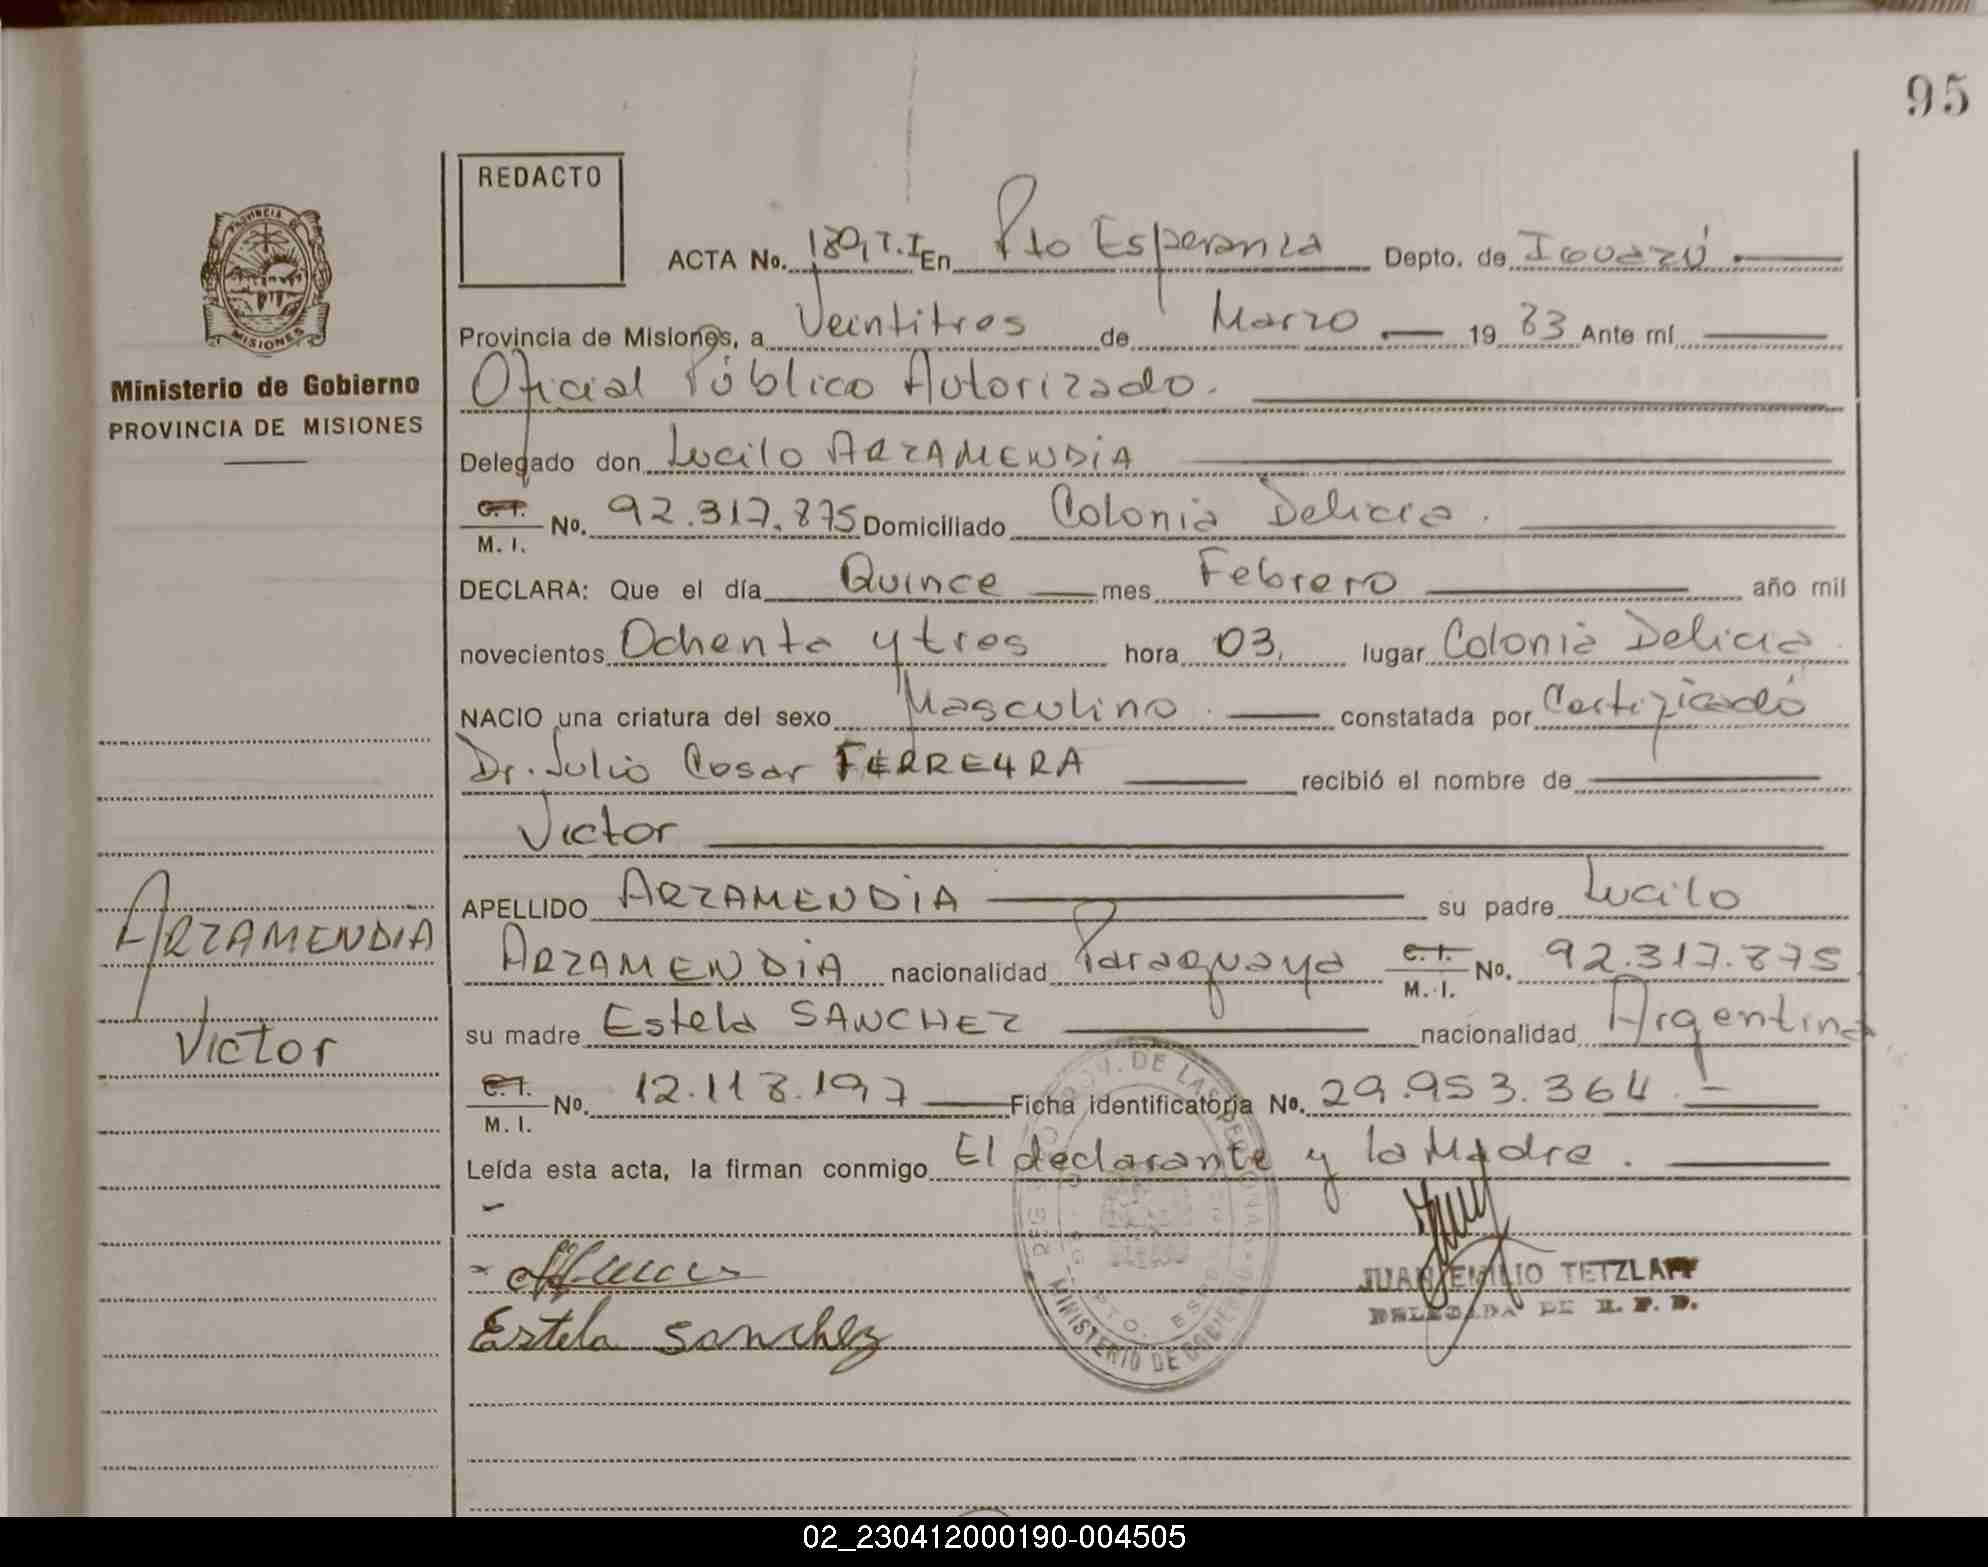 95
REDACTO
ACTA No. 180, T. I En Pto Esperanza Depto. de Iguazú
Provincia de Misiones, a Veintitres de Marzo 1983 Ante mí
Oficial Público Autorizado.
Ministerio de Gobierno
PROVINCIA DE MISIONES
Delegado don Lucilo ARZAMENDIA
C.I. M. I. No. 92.317.875 Domiciliado Colonia Delicia.
DECLARA: Que el día Quince mes Febrero año mil
novecientos Ochenta y tres hora 03, lugar Colonia Delicia
NACIO una criatura del sexo Masculino. constatada por Certificado
Dr. Julio Cesar FERREYRA recibió el nombre de
Victor
APELLIDO ARZAMENDIA su padre Lucilo
ARZAMENDIA nacionalidad Paraguaya C.I. M. I. No. 92.317.875
ARZAMENDIA
Victor
su madre Estela SANCHEZ nacionalidad Argentina
C.I. M. I. No. 12.118.197 Ficha identificatoria No. 29.953.364.-
Leída esta acta, la firman conmigo El declarante y la Madre.
JUAN EMILIO TETZLAFF
DELEGADA DE R. P. D.
Estela Sanchez
MINISTERIO DE GOBIERNO
02_230412000190-004505